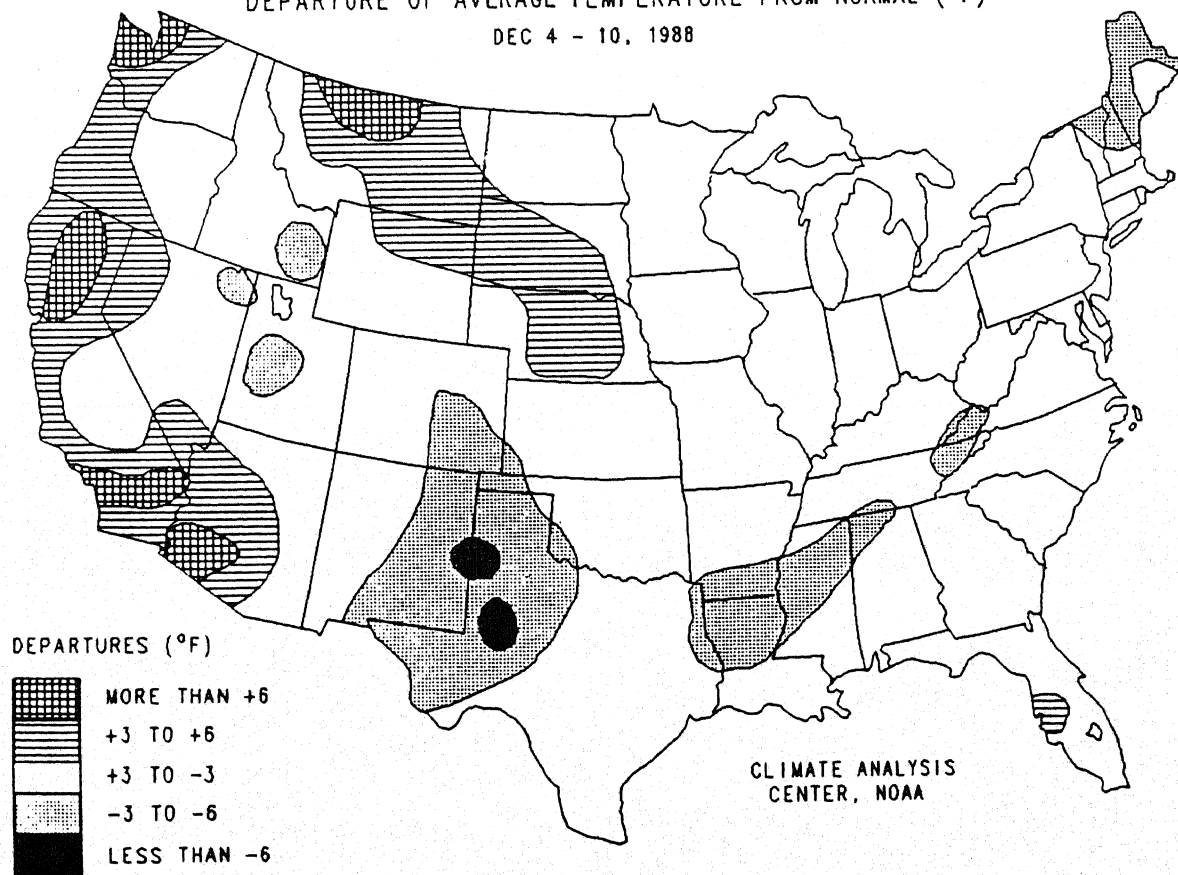 DEPARTURE OF AVERAGE TEMPERATURE FROM NORMAL (°F)
DEC 4 - 10, 1988
DEPARTURES (°F)
MORE THAN +6
+3 TO +6
+3 TO -3
-3 TO -6
LESS THAN -6
CLIMATE ANALYSIS
CENTER, NOAA